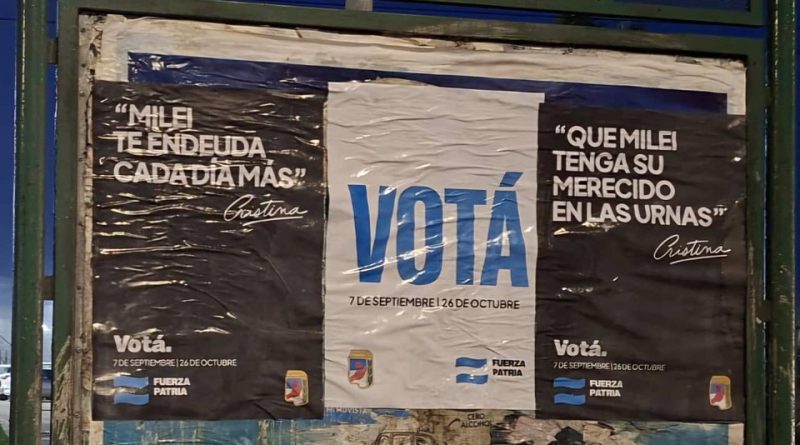 “MILEI
TE ENDEUDA
CADA DÍA MÁS”
Cristina
Votá.
7 DE SEPTIEMBRE | 26 DE OCTUBRE
FUERZA
PATRIA
VOTÁ
7 DE SEPTIEMBRE | 26 DE OCTUBRE
FUERZA
PATRIA
“QUE MILEI
TENGA SU
MERECIDO
EN LAS URNAS”
Cristina
Votá.
7 DE SEPTIEMBRE | 26 DE OCTUBRE
FUERZA
PATRIA
CERO
ALCOHOL